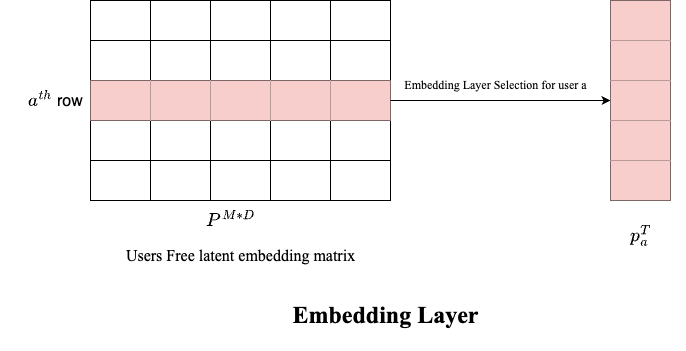 Embedding Layer Selection for user a
a^{th} row
P^{M*D}
p_a^T
Users Free latent embedding matrix
Embedding Layer